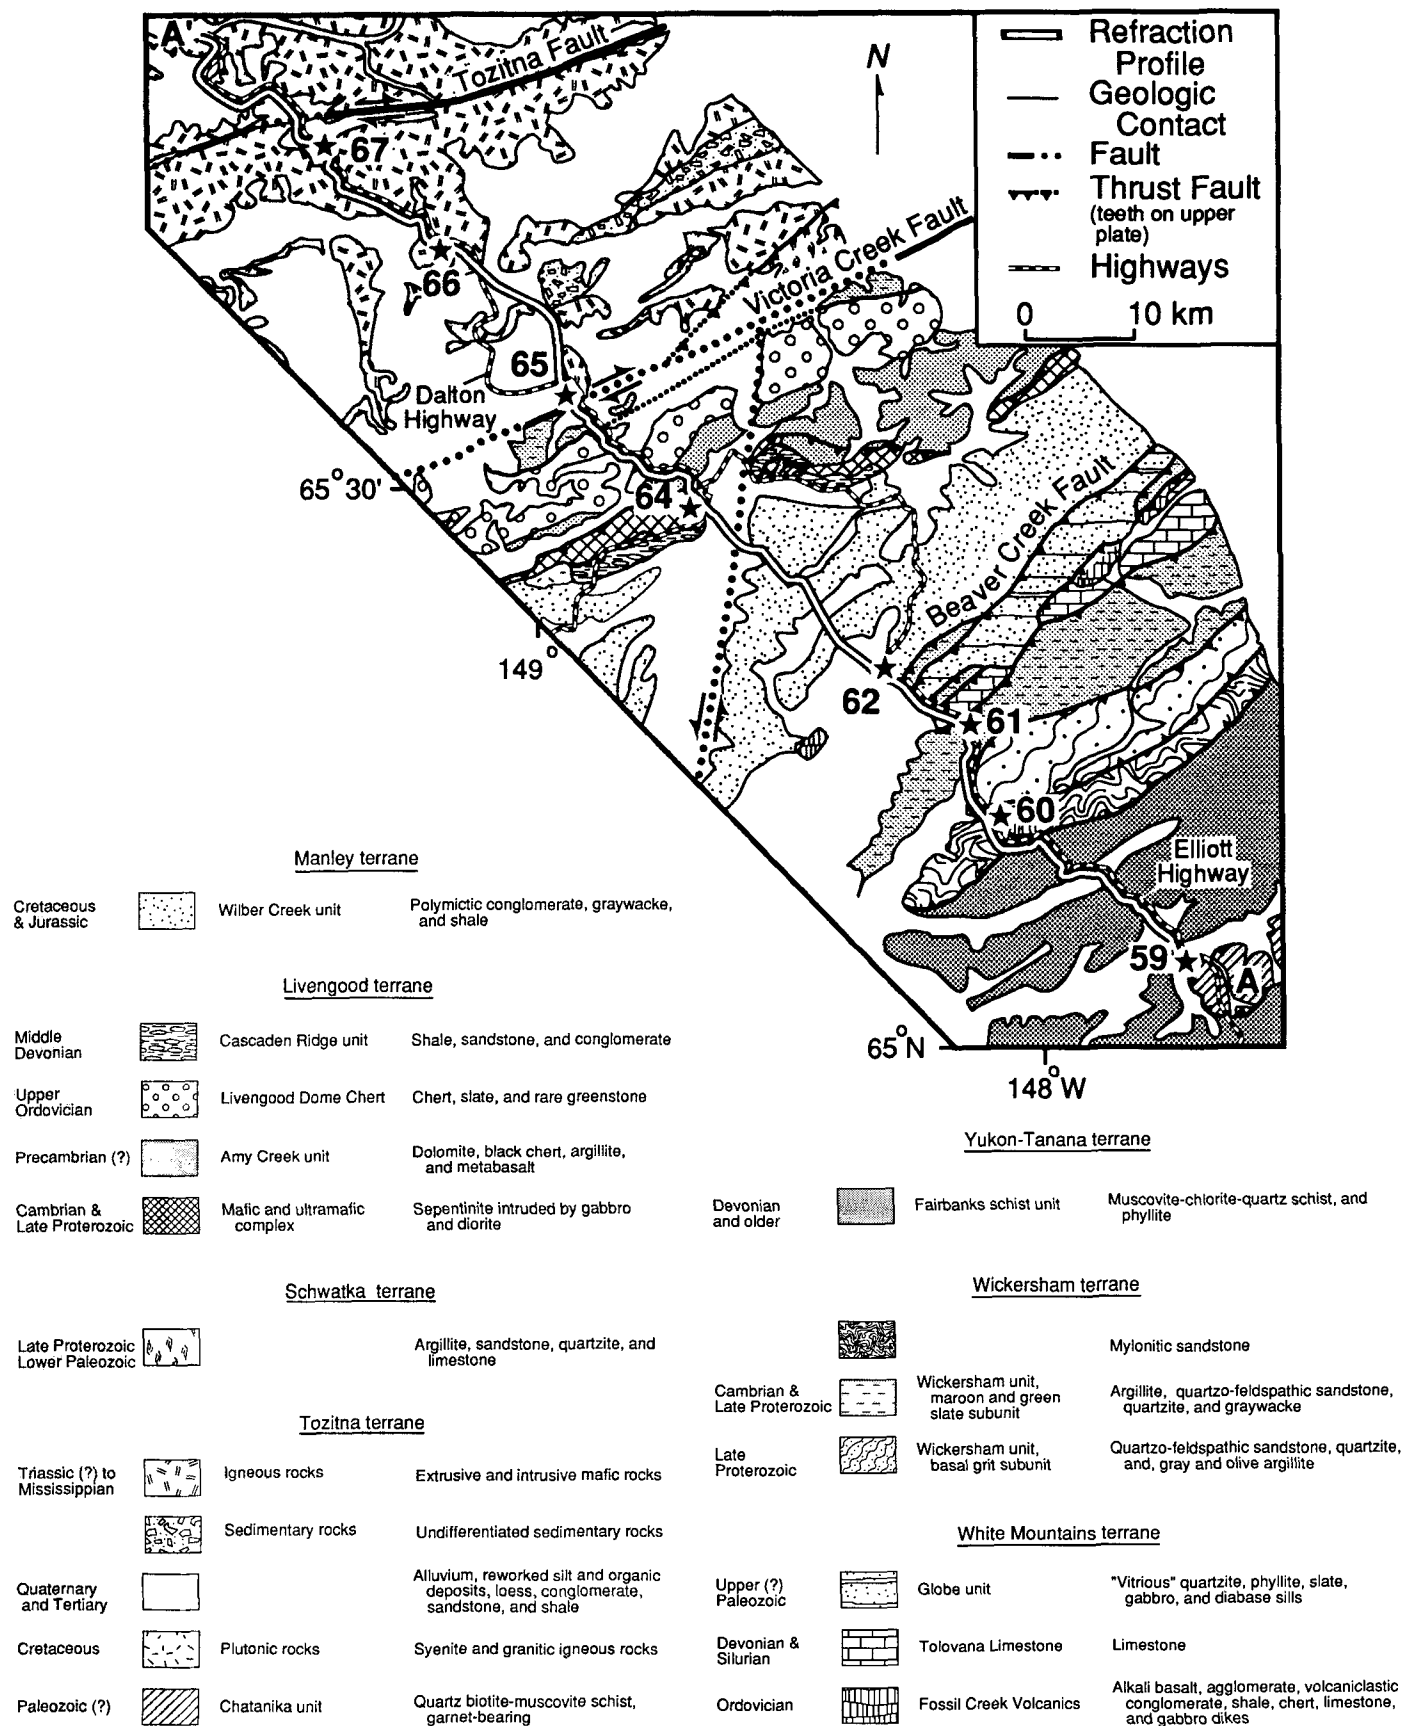 A'
Tozitna Fault
N
Refraction
Profile
Geologic
Contact
Fault
Thrust Fault
(teeth on upper
plate)
Highways
0 10 km
67
66
Victoria Creek Fault
65
Dalton
Highway
65°30'
64
Beaver Creek Fault
149°
62
61
60
Elliott
Highway
59
A
65°N
148°W
Manley terrane
Cretaceous
& Jurassic
Wilber Creek unit
Polymictic conglomerate, graywacke,
and shale
Livengood terrane
Middle
Devonian
Cascaden Ridge unit
Shale, sandstone, and conglomerate
Upper
Ordovician
Livengood Dome Chert
Chert, slate, and rare greenstone
Precambrian (?)
Amy Creek unit
Dolomite, black chert, argillite,
and metabasalt
Cambrian &
Late Proterozoic
Mafic and ultramafic
complex
Sepentinite intruded by gabbro
and diorite
Schwatka terrane
Late Proterozoic
Lower Paleozoic
Argillite, sandstone, quartzite, and
limestone
Tozitna terrane
Triassic (?) to
Mississippian
Igneous rocks
Extrusive and intrusive mafic rocks
Sedimentary rocks
Undifferentiated sedimentary rocks
Quaternary
and Tertiary
Alluvium, reworked silt and organic
deposits, loess, conglomerate,
sandstone, and shale
Cretaceous
Plutonic rocks
Syenite and granitic igneous rocks
Paleozoic (?)
Chatanika unit
Quartz biotite-muscovite schist,
garnet-bearing
Yukon-Tanana terrane
Devonian
and older
Fairbanks schist unit
Muscovite-chlorite-quartz schist, and
phyllite
Wickersham terrane
Mylonitic sandstone
Cambrian &
Late Proterozoic
Wickersham unit,
maroon and green
slate subunit
Argillite, quartzo-feldspathic sandstone,
quartzite, and graywacke
Late
Proterozoic
Wickersham unit,
basal grit subunit
Quartzo-feldspathic sandstone, quartzite,
and, gray and olive argillite
White Mountains terrane
Upper (?)
Paleozoic
Globe unit
"Vitrious" quartzite, phyllite, slate,
gabbro, and diabase sills
Devonian &
Silurian
Tolovana Limestone
Limestone
Ordovician
Fossil Creek Volcanics
Alkali basalt, agglomerate, volcaniclastic
conglomerate, shale, chert, limestone,
and gabbro dikes